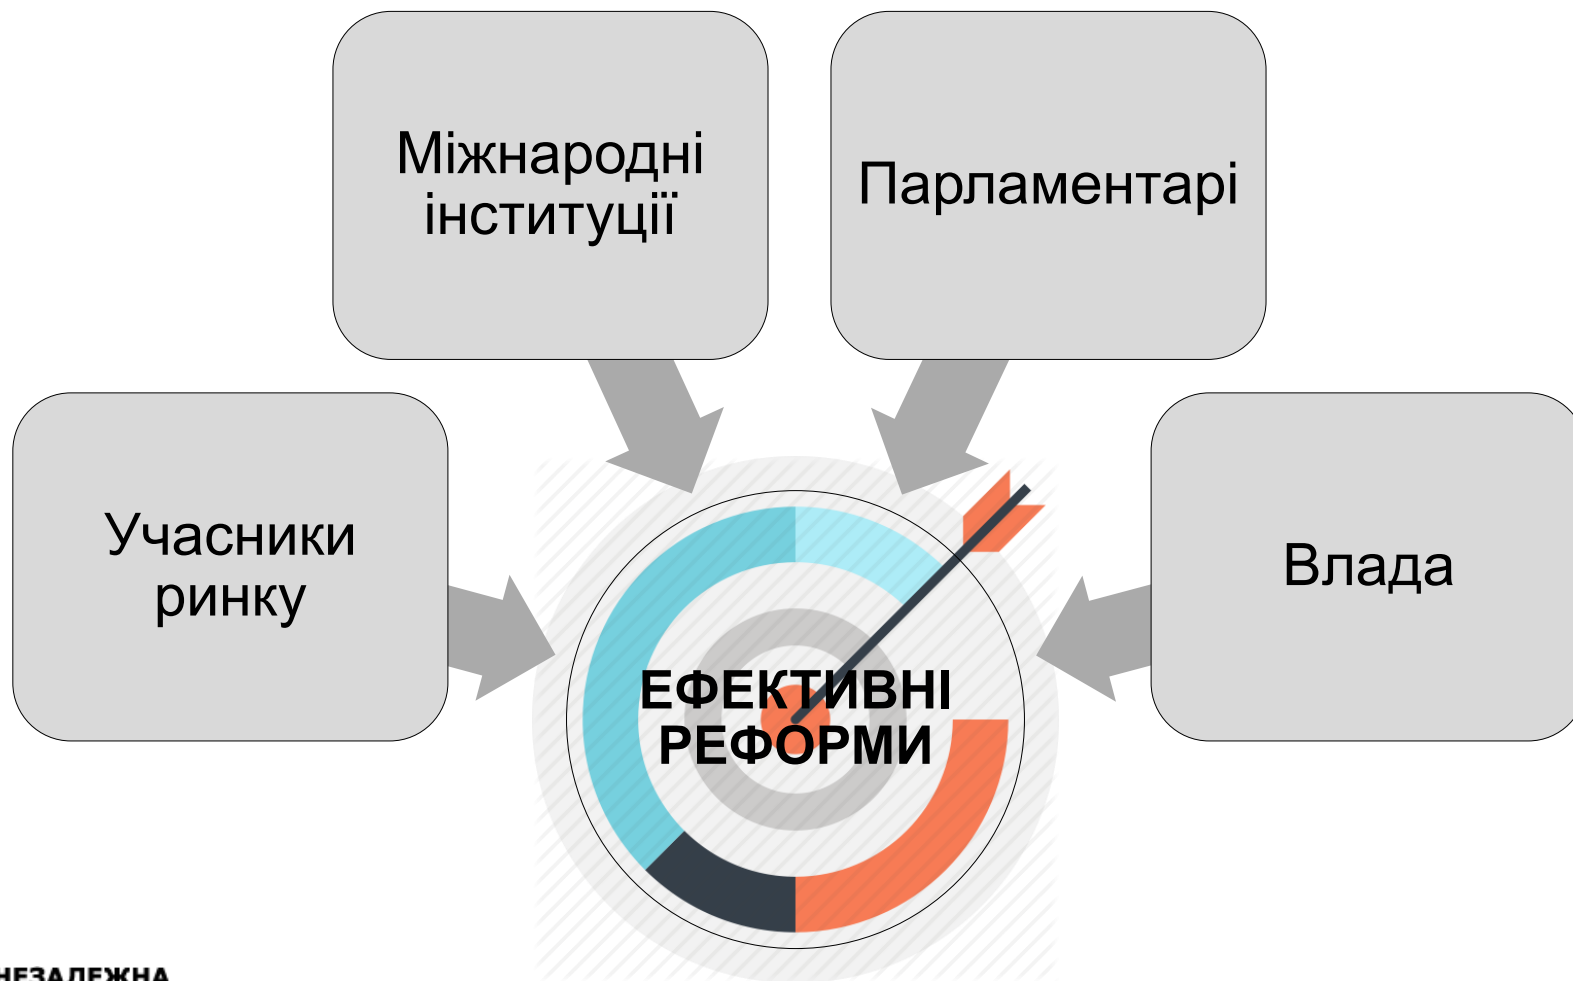 Міжнародні
інституції
Парламентарі
Учасники
ринку
Влада
ЕФЕКТИВНІ
РЕФОРМИ
НЕЗАЛЕЖНА